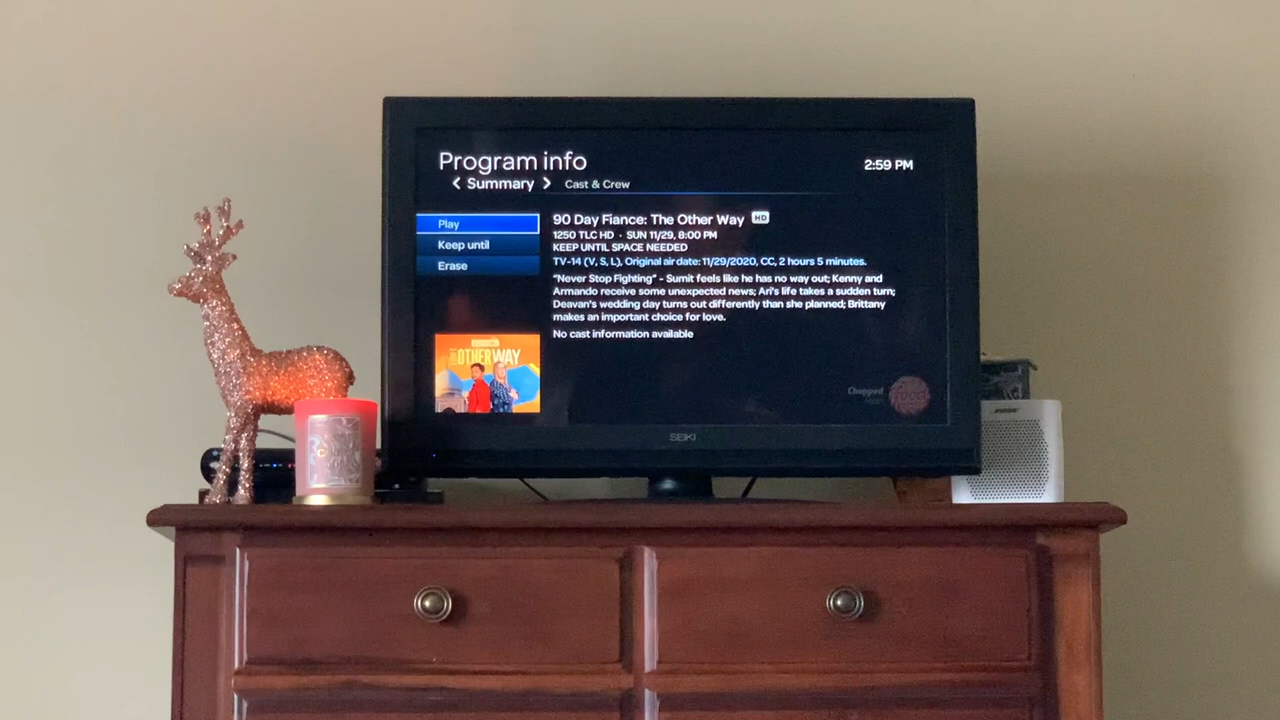 Program info
2:59 PM
Summary Cast & Crew
Play
Keep until
Erase
90 Day Fiance: The Other Way HD
1250 TLC HD · SUN 11/29, 8:00 PM
KEEP UNTIL SPACE NEEDED
TV-14 (V, S, L), Original air date: 11/29/2020, CC, 2 hours 5 minutes.
"Never Stop Fighting" - Sumit feels like he has no way out; Kenny and
Armando receive some unexpected news; Ari's life takes a sudden turn;
Deavan's wedding day turns out differently than she planned; Brittany
makes an important choice for love.
No cast information available
OTHER WAY
Chopped
food
SEIKI
BOSE